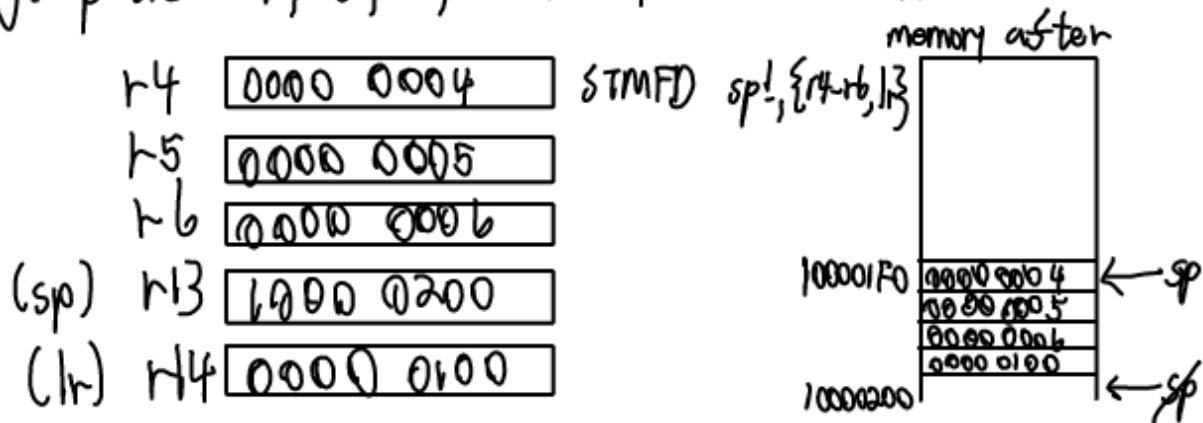 memory after
r4 0000 0004 STMFD sp!, {r4-r6, lr}
r5 0000 0005
r6 0000 0006
(sp) r13 1000 0200
(lr) r14 0000 0100
100001F0 0000 0004 ← sp
0000 0005
0000 0006
0000 0100
10000200 ← sp